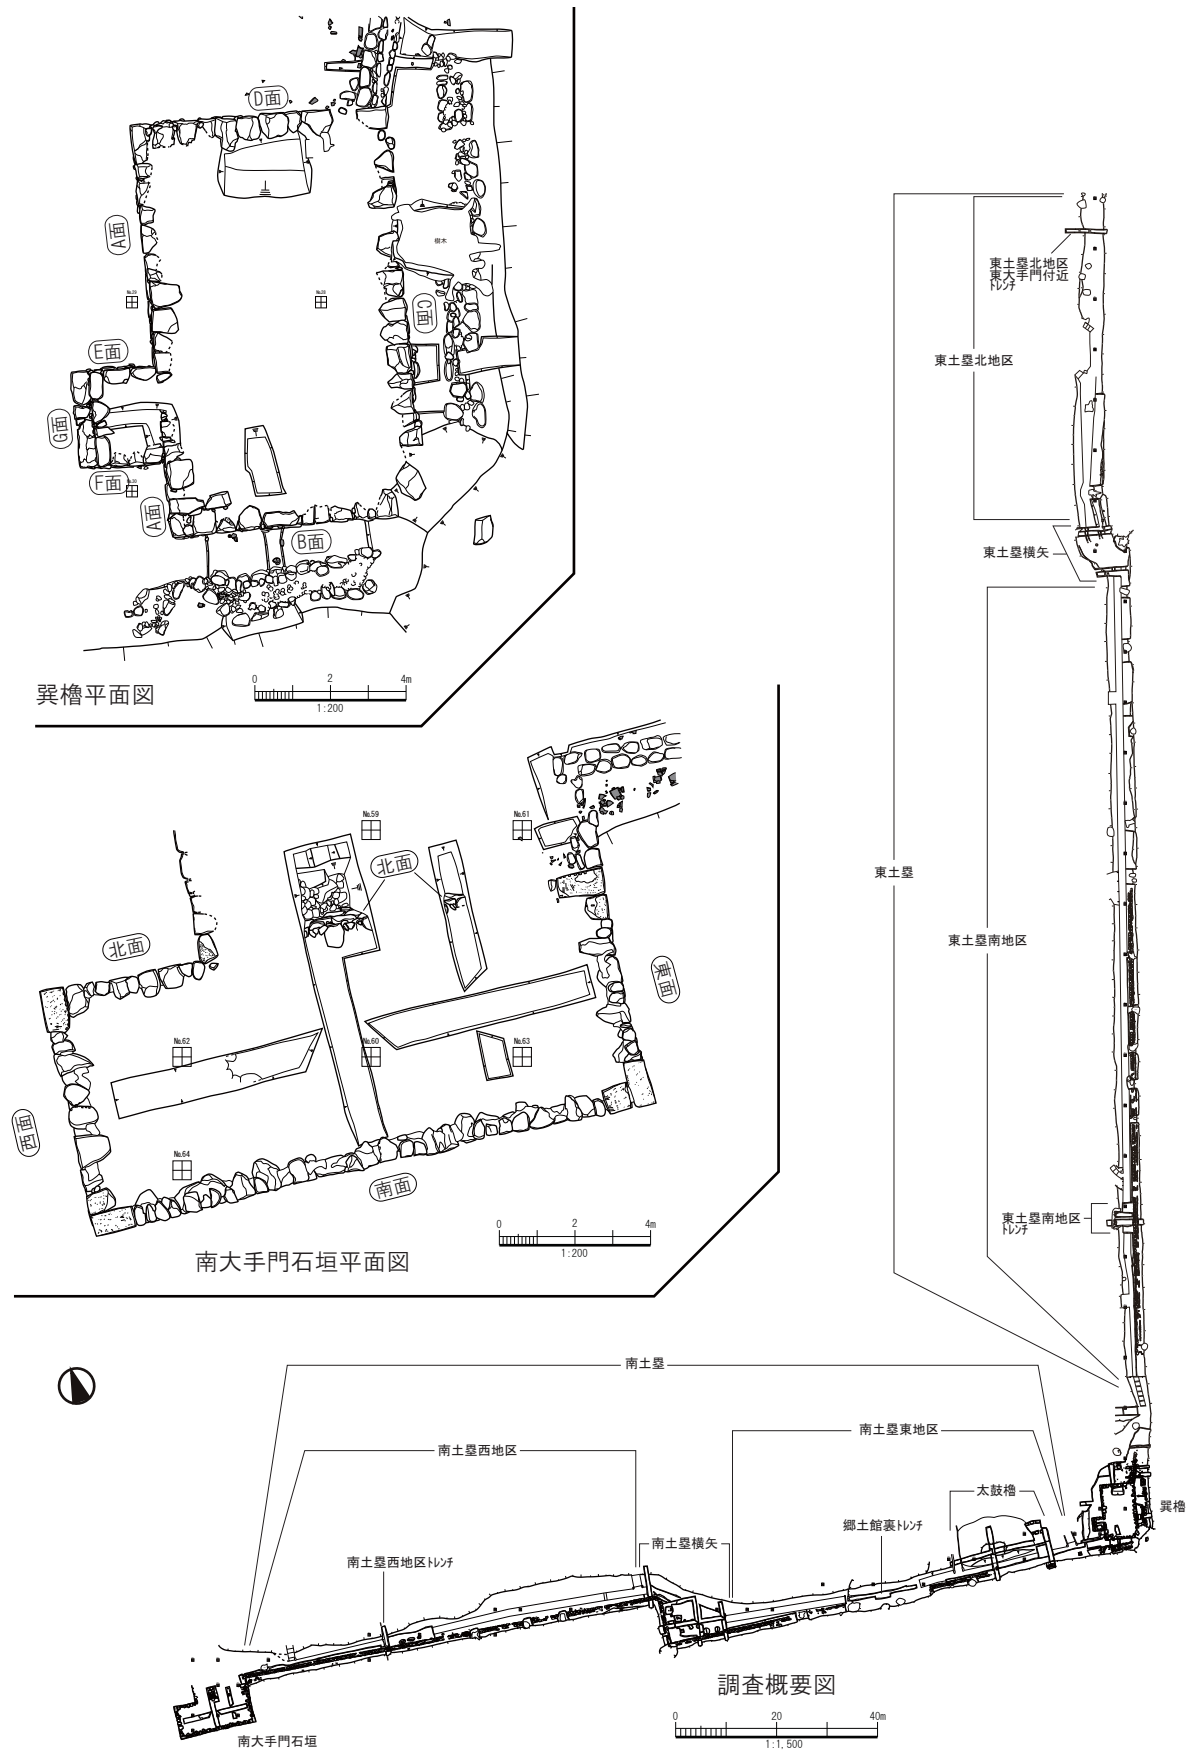 D面
A面
樹木
C面
No.29
No.28
E面
G面
F面
No.30
A面
B面
巽櫓平面図
0 2 4m
1:200
No.59
No.61
北面
北面
東面
No.62
No.60
No.63
西面
No.64
南面
南大手門石垣平面図
0 2 4m
1:200
東土塁北地区
東大手門付近
トレンチ
東土塁北地区
東土塁横矢
東土塁
東土塁南地区
東土塁南地区
トレンチ
南土塁
南土塁西地区
南土塁東地区
太鼓櫓
巽櫓
郷土館裏トレンチ
南土塁横矢
南土塁西地区トレンチ
南大手門石垣
調査概要図
0 20 40m
1:1,500